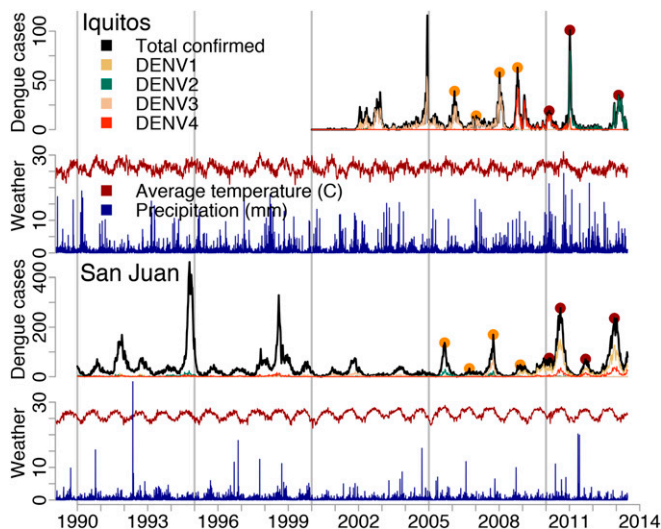 Iquitos
Total confirmed
DENV1
DENV2
DENV3
DENV4
Dengue cases
100
50
0
Average temperature (C)
Precipitation (mm)
Weather
30
20
10
0
San Juan
Dengue cases
400
200
0
Weather
30
20
10
0
1990 1993 1996 1999 2002 2005 2008 2011 2014